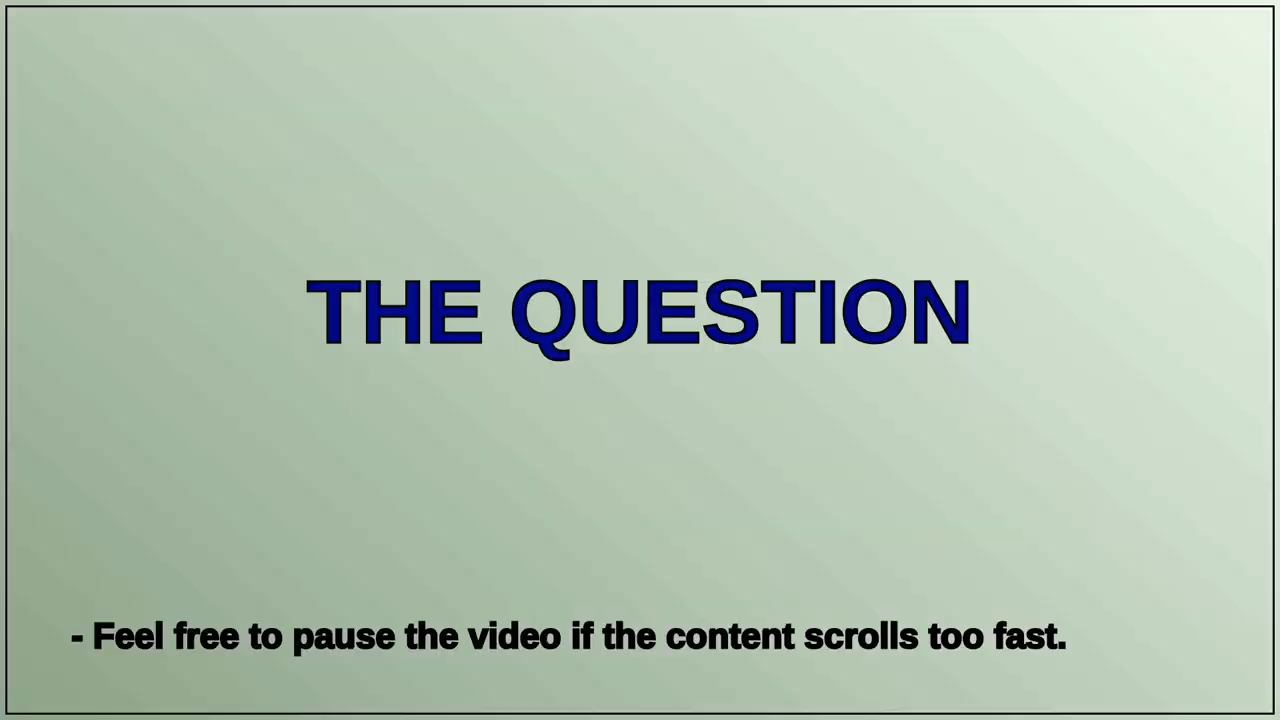 THE QUESTION
- Feel free to pause the video if the content scrolls too fast.